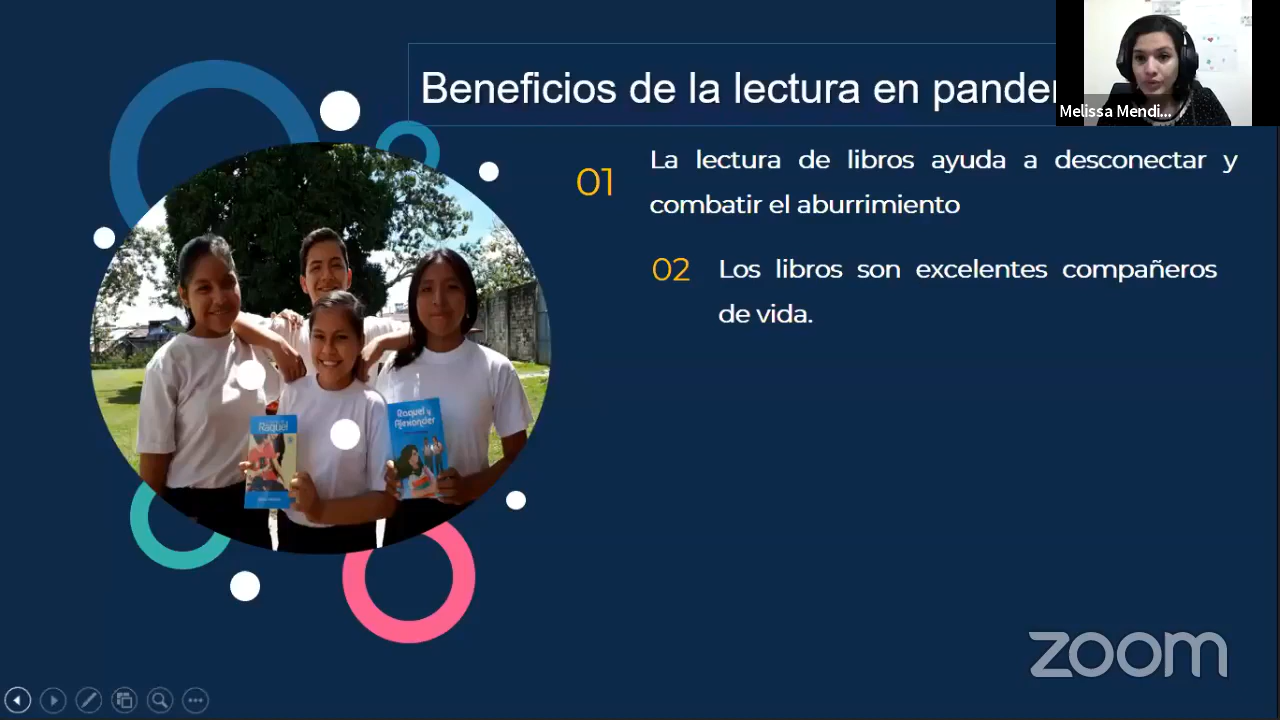 Beneficios de la lectura en pande
Melissa Mendi...
01
La lectura de libros ayuda a desconectar y
combatir el aburrimiento
02
Los libros son excelentes compañeros
de vida.
Raquel
Raquel y
Alexander
zoom